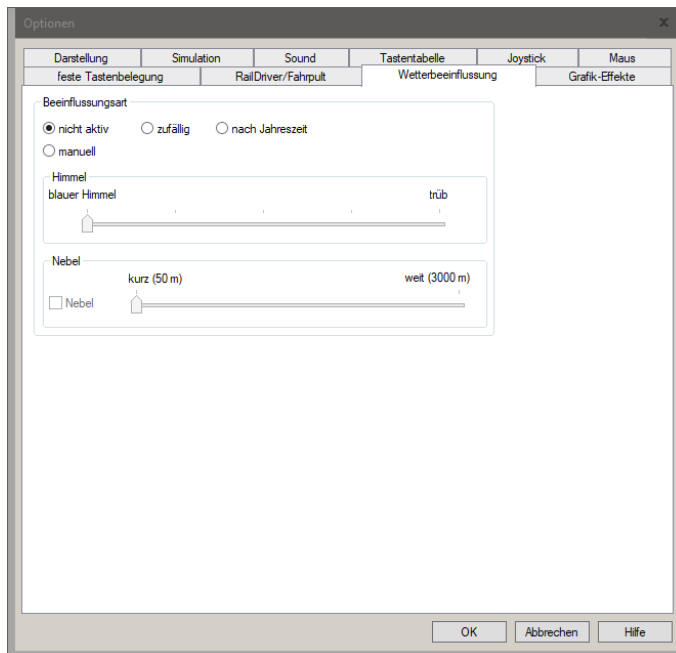 Optionen x
Darstellung Simulation Sound Tastentabelle Joystick Maus
feste Tastenbelegung RailDriver/Fahrpult Wetterbeeinflussung Grafik-Effekte
Beeinflussungsart
nicht aktiv zufällig nach Jahreszeit
manuell
Himmel
blauer Himmel trüb
Nebel
kurz (50 m) weit (3000 m)
Nebel
OK Abbrechen Hilfe